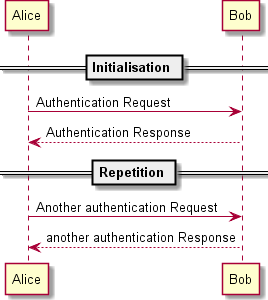 Alice
Bob
Initialisation
Authentication Request
Authentication Response
Repetition
Another authentication Request
another authentication Response
Alice
Bob